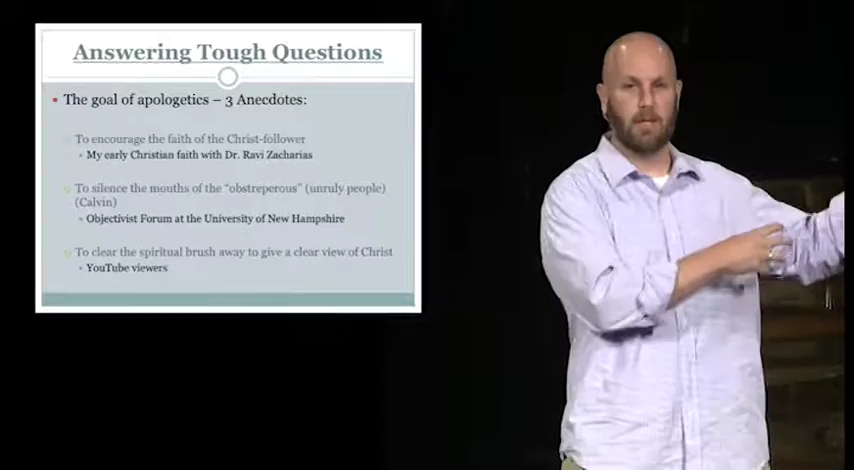 Answering Tough Questions
• The goal of apologetics – 3 Anecdotes:
To encourage the faith of the Christ-follower
• My early Christian faith with Dr. Ravi Zacharias
To silence the mouths of the “obstreperous” (unruly people)
(Calvin)
• Objectivist Forum at the University of New Hampshire
To clear the spiritual brush away to give a clear view of Christ
• YouTube viewers